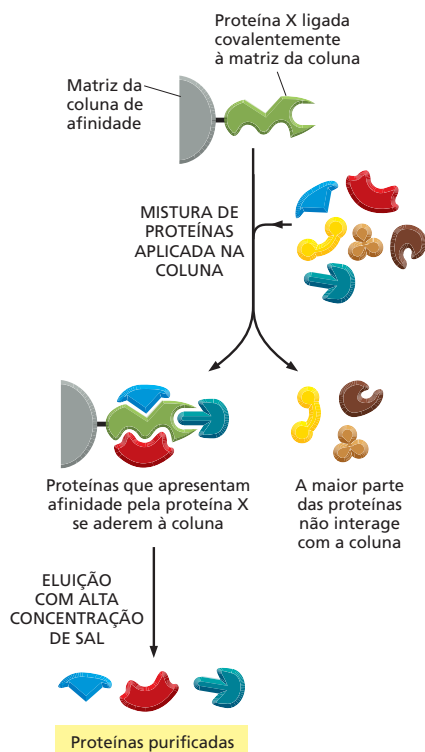 Proteína X ligada
covalentemente
à matriz da coluna
Matriz da
coluna de
afinidade
MISTURA DE
PROTEÍNAS
APLICADA NA
COLUNA
Proteínas que apresentam
afinidade pela proteína X
se aderem à coluna
A maior parte
das proteínas
não interage
com a coluna
ELUIÇÃO
COM ALTA
CONCENTRAÇÃO
DE SAL
Proteínas purificadas